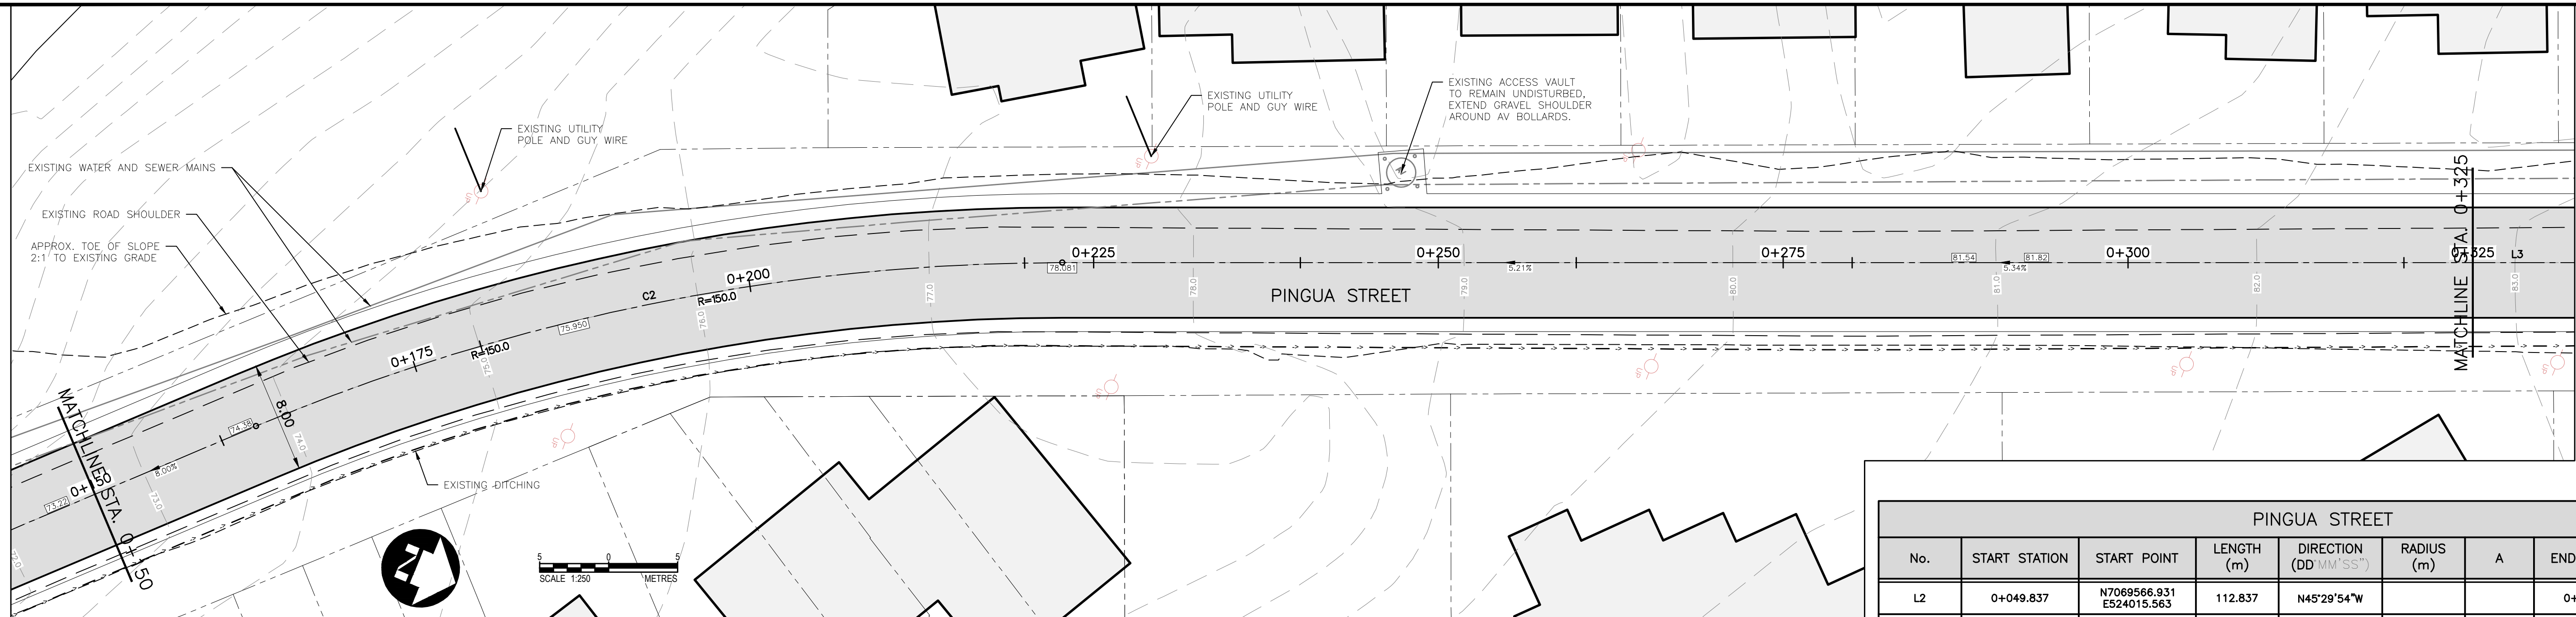 EXISTING WATER AND SEWER MAINS
EXISTING ROAD SHOULDER
APPROX. TOE OF SLOPE
2:1 TO EXISTING GRADE
EXISTING UTILITY
POLE AND GUY WIRE
EXISTING UTILITY
POLE AND GUY WIRE
EXISTING ACCESS VAULT
TO REMAIN UNDISTURBED,
EXTEND GRAVEL SHOULDER
AROUND AV BOLLARDS.
MATCHLINE STA. 0+150
0+150
73.22
8.00%
74.38
8.00
0+175
R=150.0
75.950
C2
R=150.0
0+200
78.081
0+225
0+250
5.21%
0+275
81.54
5.34%
81.82
0+300
0+325
L3
MATCHLINE STA. 0+325
PINGUA STREET
72.0
73.0
74.0
75.0
76.0
77.0
78.0
79.0
80.0
81.0
82.0
83.0
EXISTING DITCHING
N
5 0 5
SCALE 1:250 METRES
PINGUA STREET
No. START STATION START POINT LENGTH (m) DIRECTION (DD°MM'SS") RADIUS (m) A END
L2 0+049.837 N7069566.931 E524015.563 112.837 N45°29'54"W 0+